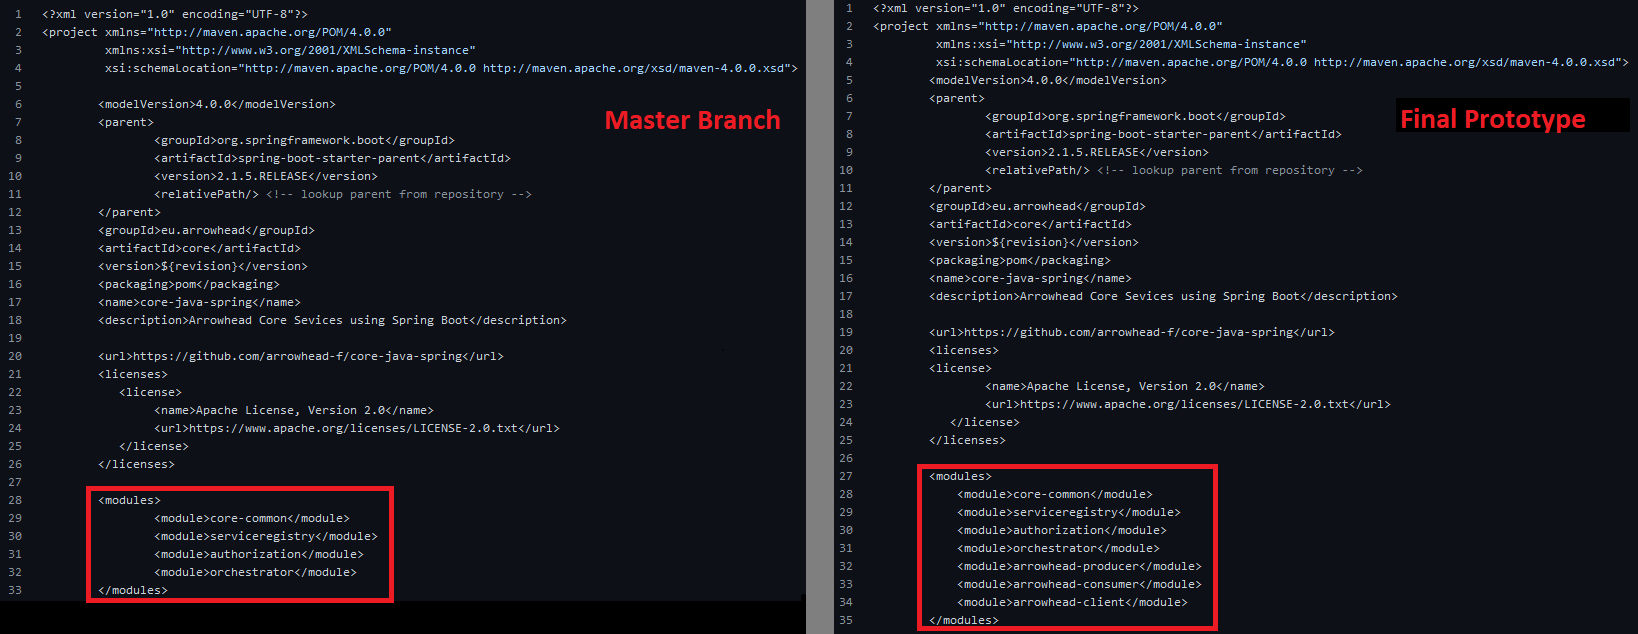 1 <?xml version="1.0" encoding="UTF-8"?>
2 <project xmlns="http://maven.apache.org/POM/4.0.0"
3 xmlns:xsi="http://www.w3.org/2001/XMLSchema-instance"
4 xsi:schemaLocation="http://maven.apache.org/POM/4.0.0 http://maven.apache.org/xsd/maven-4.0.0.xsd">
5
6 <modelVersion>4.0.0</modelVersion>
7 <parent>
8 <groupId>org.springframework.boot</groupId>
9 <artifactId>spring-boot-starter-parent</artifactId>
10 <version>2.1.5.RELEASE</version>
11 <relativePath/> <!-- lookup parent from repository -->
12 </parent>
13 <groupId>eu.arrowhead</groupId>
14 <artifactId>core</artifactId>
15 <version>${revision}</version>
16 <packaging>pom</packaging>
17 <name>core-java-spring</name>
18 <description>Arrowhead Core Sevices using Spring Boot</description>
19
20 <url>https://github.com/arrowhead-f/core-java-spring</url>
21 <licenses>
22 <license>
23 <name>Apache License, Version 2.0</name>
24 <url>https://www.apache.org/licenses/LICENSE-2.0.txt</url>
25 </license>
26 </licenses>
27
28 <modules>
29 <module>core-common</module>
30 <module>serviceregistry</module>
31 <module>authorization</module>
32 <module>orchestrator</module>
33 </modules>
Master Branch
1 <?xml version="1.0" encoding="UTF-8"?>
2 <project xmlns="http://maven.apache.org/POM/4.0.0"
3 xmlns:xsi="http://www.w3.org/2001/XMLSchema-instance"
4 xsi:schemaLocation="http://maven.apache.org/POM/4.0.0 http://maven.apache.org/xsd/maven-4.0.0.xsd">
5 <modelVersion>4.0.0</modelVersion>
6 <parent>
7 <groupId>org.springframework.boot</groupId>
8 <artifactId>spring-boot-starter-parent</artifactId>
9 <version>2.1.5.RELEASE</version>
10 <relativePath/> <!-- lookup parent from repository -->
11 </parent>
12 <groupId>eu.arrowhead</groupId>
13 <artifactId>core</artifactId>
14 <version>${revision}</version>
15 <packaging>pom</packaging>
16 <name>core-java-spring</name>
17 <description>Arrowhead Core Sevices using Spring Boot</description>
18
19 <url>https://github.com/arrowhead-f/core-java-spring</url>
20 <licenses>
21 <license>
22 <name>Apache License, Version 2.0</name>
23 <url>https://www.apache.org/licenses/LICENSE-2.0.txt</url>
24 </license>
25 </licenses>
26
27 <modules>
28 <module>core-common</module>
29 <module>serviceregistry</module>
30 <module>authorization</module>
31 <module>orchestrator</module>
32 <module>arrowhead-producer</module>
33 <module>arrowhead-consumer</module>
34 <module>arrowhead-client</module>
35 </modules>
Final Prototype